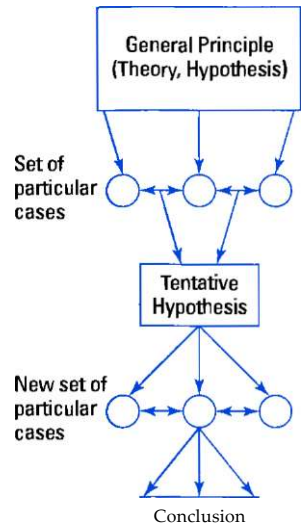 General Principle
(Theory, Hypothesis)
Set of
particular
cases
Tentative
Hypothesis
New set of
particular
cases
Conclusion